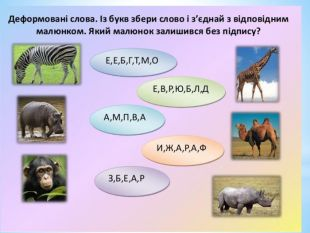 Деформовані слова. Із букв збери слово і з'єднай з відповідним
малюнком. Який малюнок залишився без підпису?
Е,Е,Б,Г,Т,М,О
Е,В,Р,Ю,Б,Л,Д
А,М,П,В,А
И,Ж,А,Р,А,Ф
З,Б,Е,А,Р